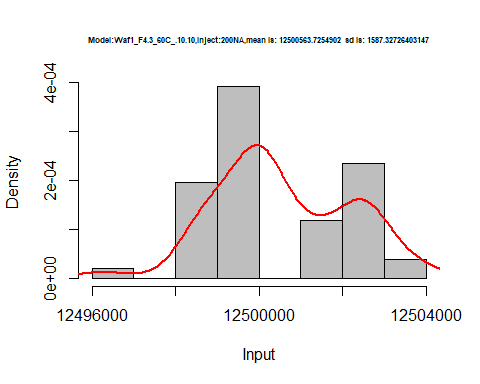 Model:Waf1_F4.3_60C_.10.10,Inject:200NA,mean is: 12500563.7254902 sd is: 1587.32726403147
4e-04
2e-04
0e+00
Density
12496000 12500000 12504000
Input